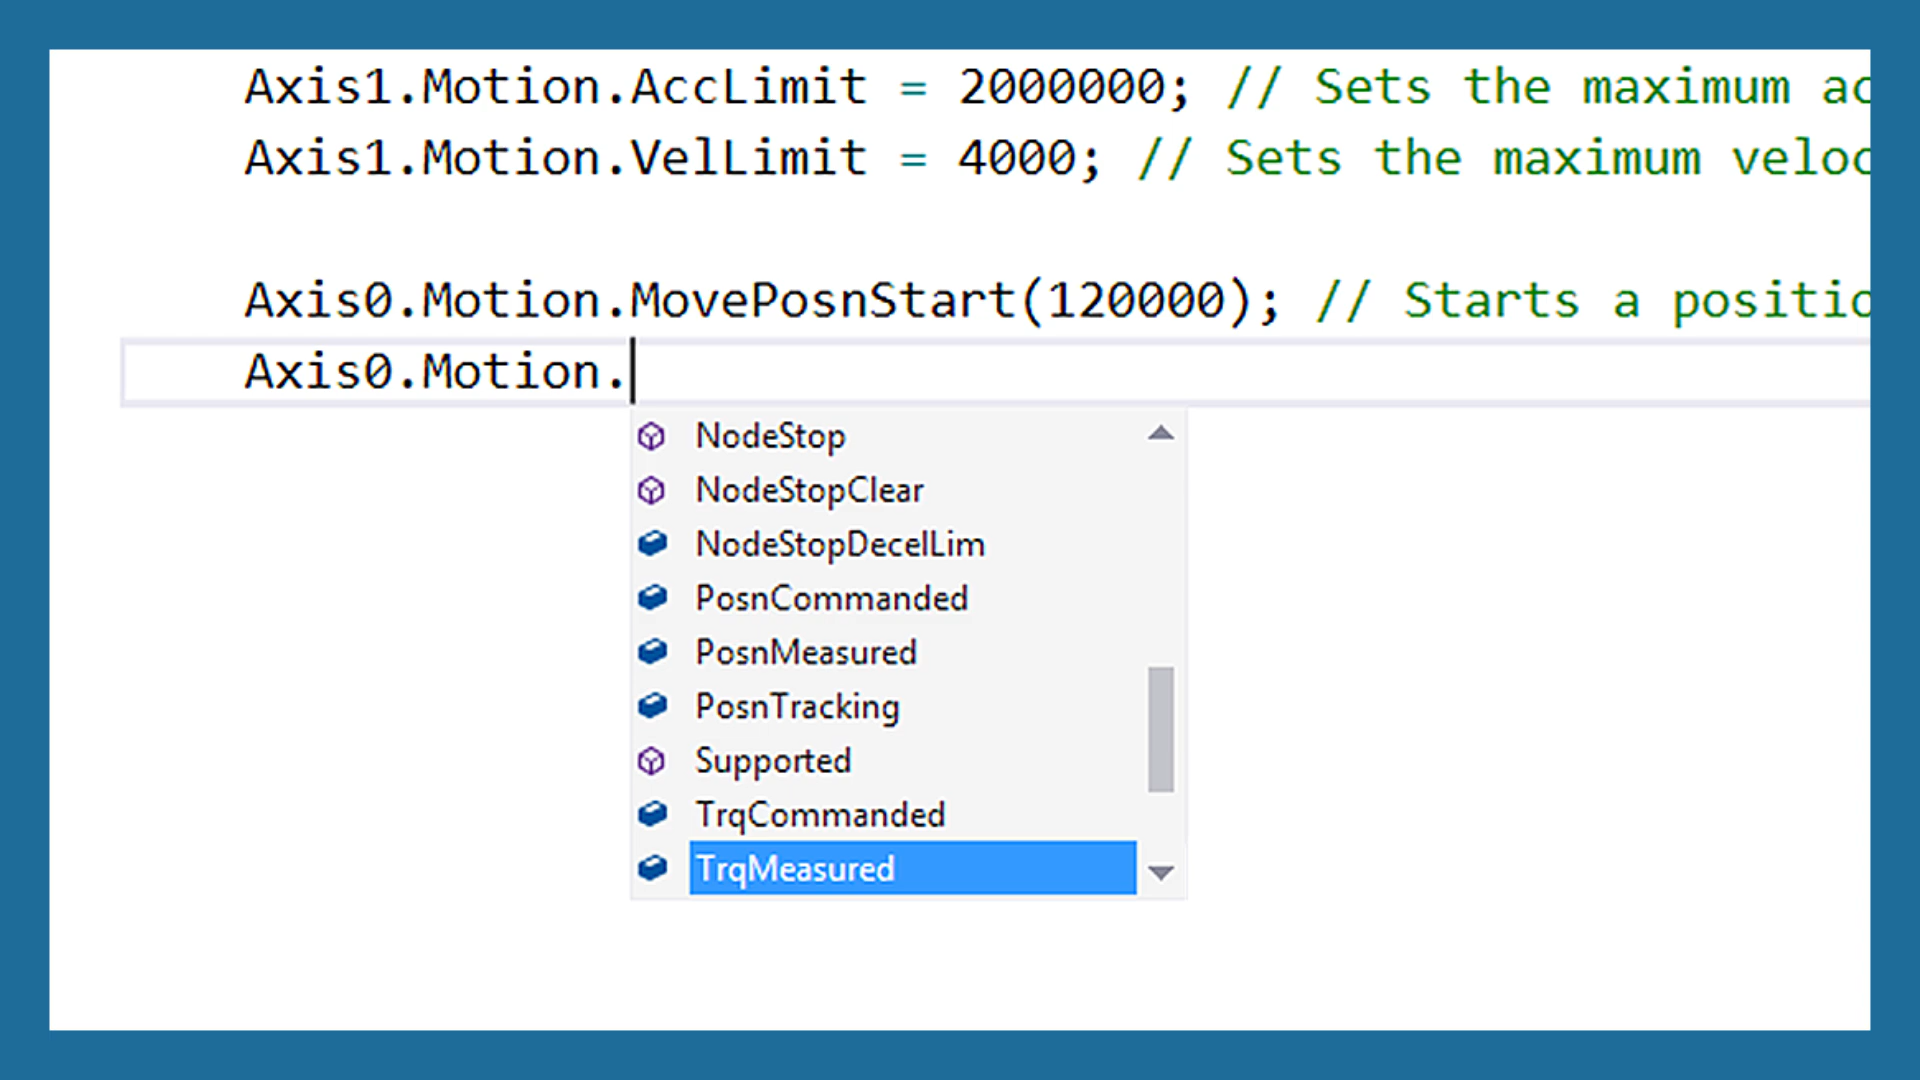 Axis1.Motion.AccLimit = 2000000; // Sets the maximum ac
Axis1.Motion.VelLimit = 4000; // Sets the maximum veloc
Axis0.Motion.MovePosnStart(120000); // Starts a positio
Axis0.Motion.
NodeStop
NodeStopClear
NodeStopDecelLim
PosnCommanded
PosnMeasured
PosnTracking
Supported
TrqCommanded
TrqMeasured